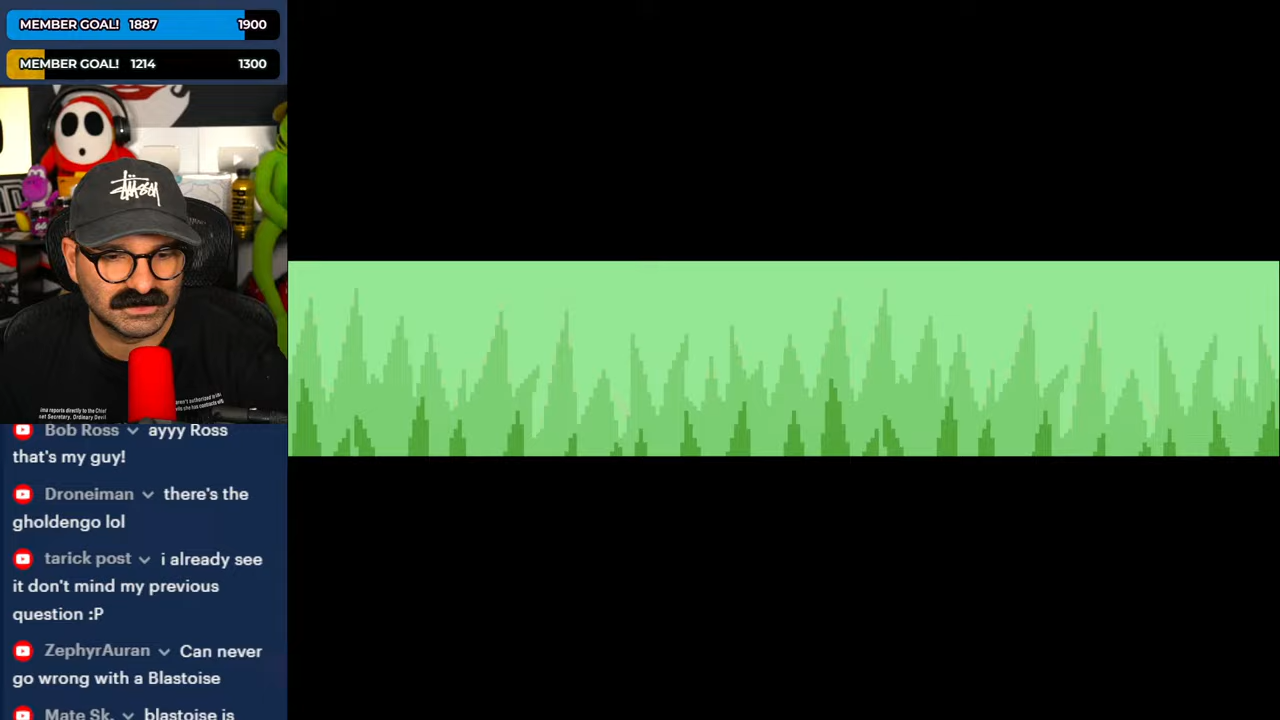 MEMBER GOAL! 1887 1900
MEMBER GOAL! 1214 1300
Stüssy
Bob Ross ayyy Ross
that's my guy!
Droneiman there's the
gholdengo lol
tarick post i already see
it don't mind my previous
question :P
ZephyrAuran Can never
go wrong with a Blastoise
Mate Sk. blastoise is